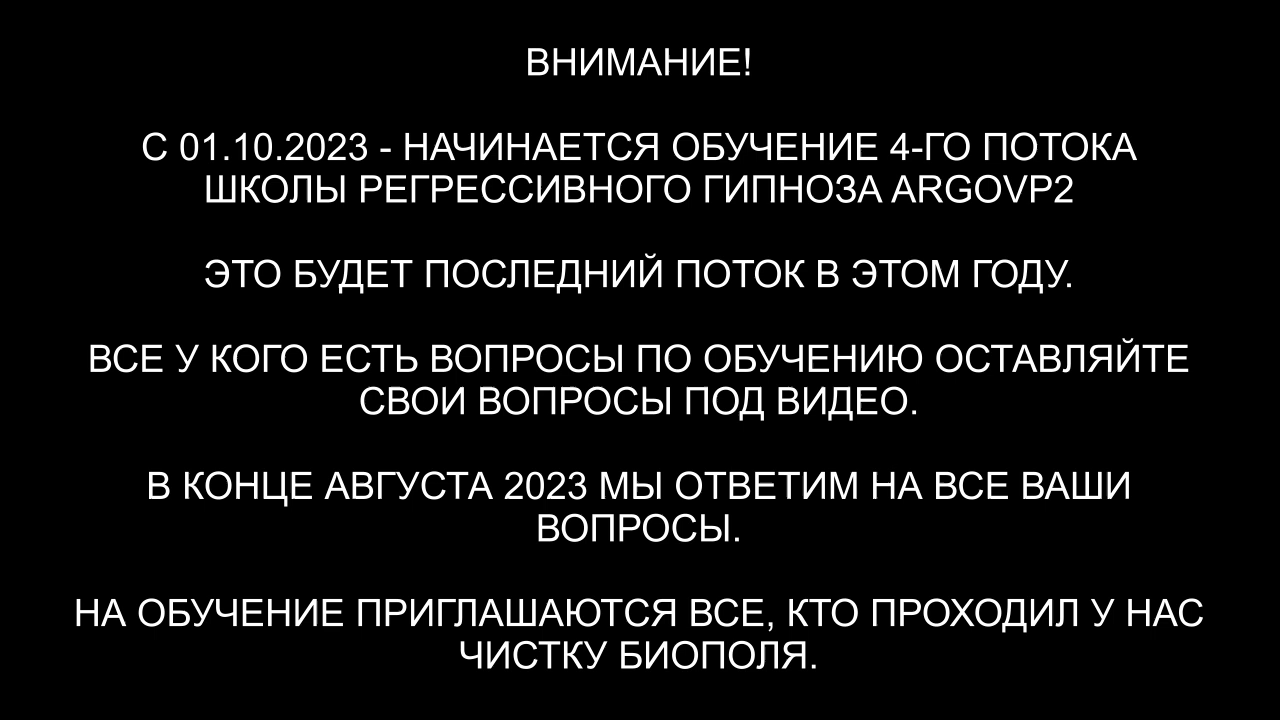 ВНИМАНИЕ!
С 01.10.2023 - НАЧИНАЕТСЯ ОБУЧЕНИЕ 4-ГО ПОТОКА
ШКОЛЫ РЕГРЕССИВНОГО ГИПНОЗА ARGOVP2
ЭТО БУДЕТ ПОСЛЕДНИЙ ПОТОК В ЭТОМ ГОДУ.
ВСЕ У КОГО ЕСТЬ ВОПРОСЫ ПО ОБУЧЕНИЮ ОСТАВЛЯЙТЕ
СВОИ ВОПРОСЫ ПОД ВИДЕО.
В КОНЦЕ АВГУСТА 2023 МЫ ОТВЕТИМ НА ВСЕ ВАШИ
ВОПРОСЫ.
НА ОБУЧЕНИЕ ПРИГЛАШАЮТСЯ ВСЕ, КТО ПРОХОДИЛ У НАС
ЧИСТКУ БИОПОЛЯ.